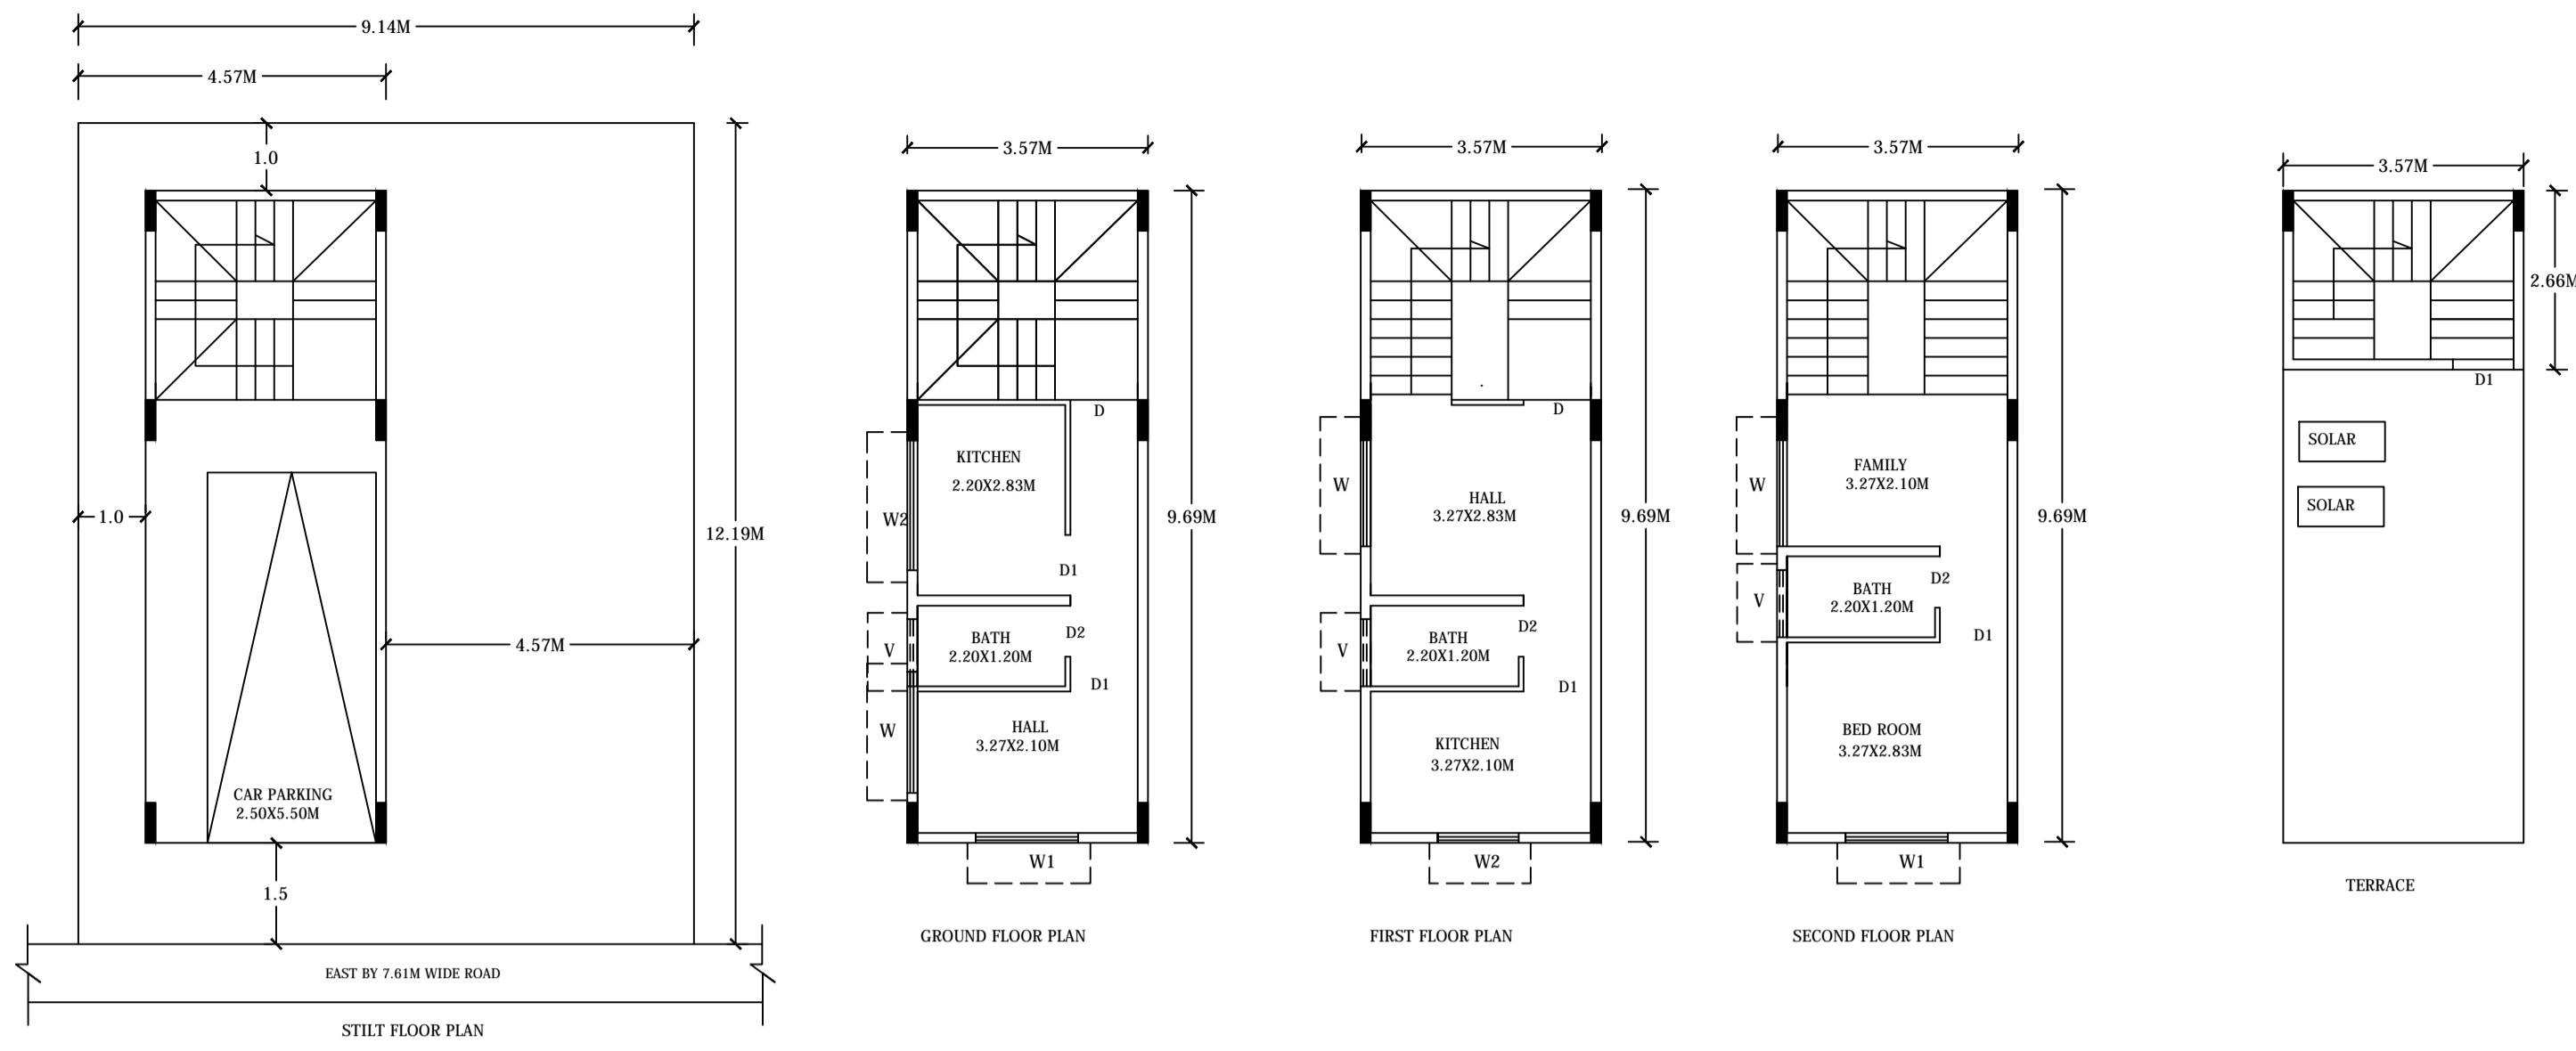 9.14M
4.57M
1.0
1.0
12.19M
4.57M
CAR PARKING
2.50X5.50M
1.5
EAST BY 7.61M WIDE ROAD
STILT FLOOR PLAN
3.57M
D
KITCHEN
2.20X2.83M
W2
9.69M
D1
BATH
2.20X1.20M
D2
V
D1
HALL
3.27X2.10M
W
W1
GROUND FLOOR PLAN
3.57M
D
W
HALL
3.27X2.83M
9.69M
D2
BATH
2.20X1.20M
V
D1
KITCHEN
3.27X2.10M
W2
FIRST FLOOR PLAN
3.57M
FAMILY
3.27X2.10M
W
9.69M
D2
BATH
2.20X1.20M
V
D1
BED ROOM
3.27X2.83M
W1
SECOND FLOOR PLAN
3.57M
2.66M
D1
SOLAR
SOLAR
TERRACE